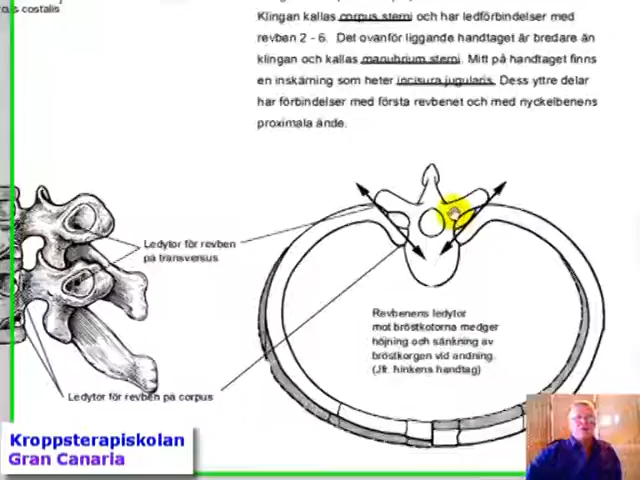 cus costalis
Klingan kallas corpus sterni och har ledförbindelser med
revben 2 - 6. Det ovanför liggande handtaget är bredare än
klingan och kallas manubrium sterni. Mitt på handtaget finns
en inskärning som heter incisura jugularis. Dess yttre delar
har förbindelser med första revbenet och med nyckelbenens
proximala ände.
Ledytor för revben
på transversus
Revbenens ledytor
mot bröstkotorna medger
höjning och sänkning av
bröstkorgen vid andning.
(Jfr. hinkens handtag)
Ledytor för revben på corpus
Kroppsterapiskolan
Gran Canaria